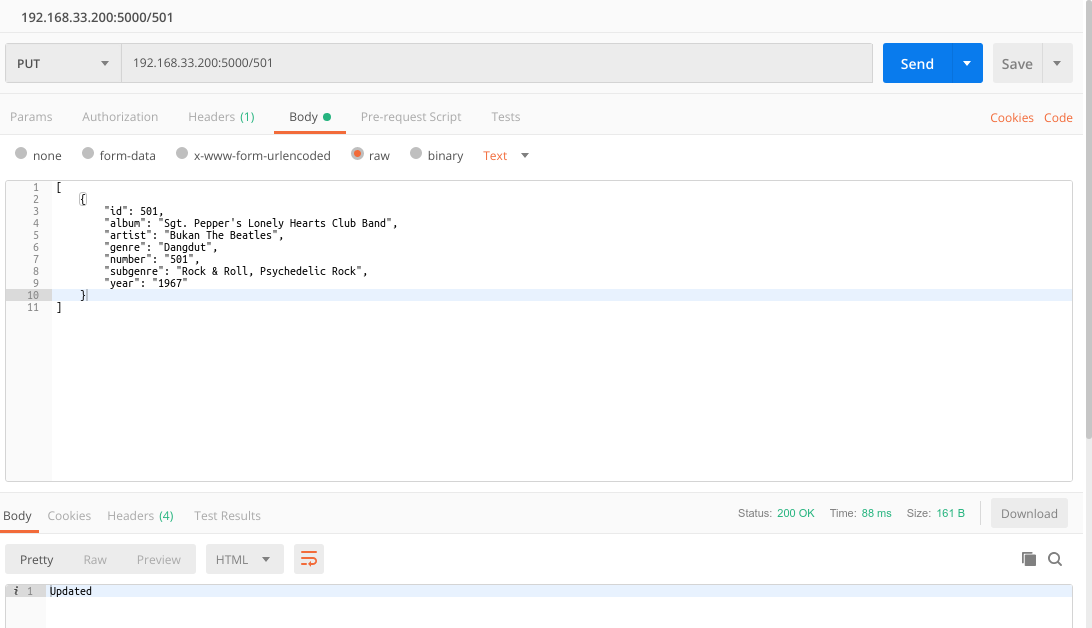 192.168.33.200:5000/501
PUT 192.168.33.200:5000/501 Send Save
Params Authorization Headers (1) Body Pre-request Script Tests Cookies Code
none form-data x-www-form-urlencoded raw binary Text
1 [
2 {
3 "id": 501,
4 "album": "Sgt. Pepper's Lonely Hearts Club Band",
5 "artist": "Bukan The Beatles",
6 "genre": "Dangdut",
7 "number": "501",
8 "subgenre": "Rock & Roll, Psychedelic Rock",
9 "year": "1967"
10 }
11 ]
Body Cookies Headers (4) Test Results Status: 200 OK Time: 88 ms Size: 161 B Download
Pretty Raw Preview HTML
i 1 Updated